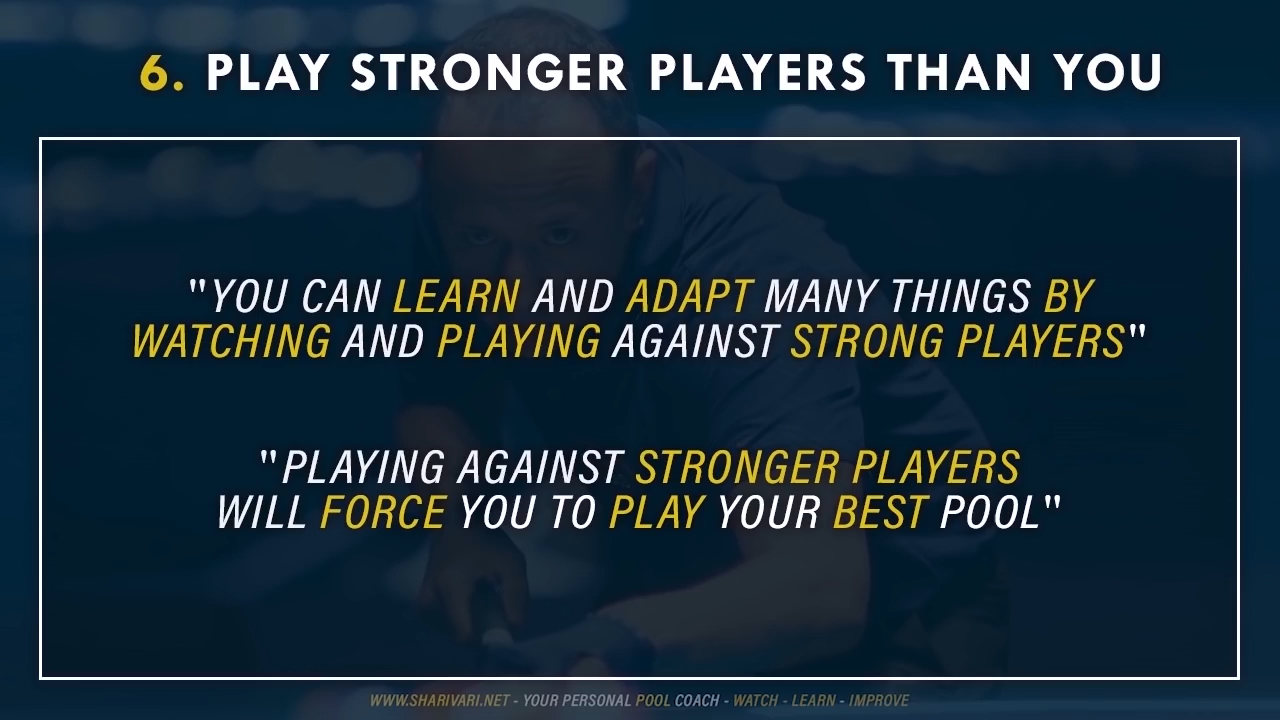 6. PLAY STRONGER PLAYERS THAN YOU
"YOU CAN LEARN AND ADAPT MANY THINGS BY
WATCHING AND PLAYING AGAINST STRONG PLAYERS"
"PLAYING AGAINST STRONGER PLAYERS
WILL FORCE YOU TO PLAY YOUR BEST POOL"
WWW.SHARIVARI.NET - YOUR PERSONAL POOL COACH - WATCH - LEARN - IMPROVE